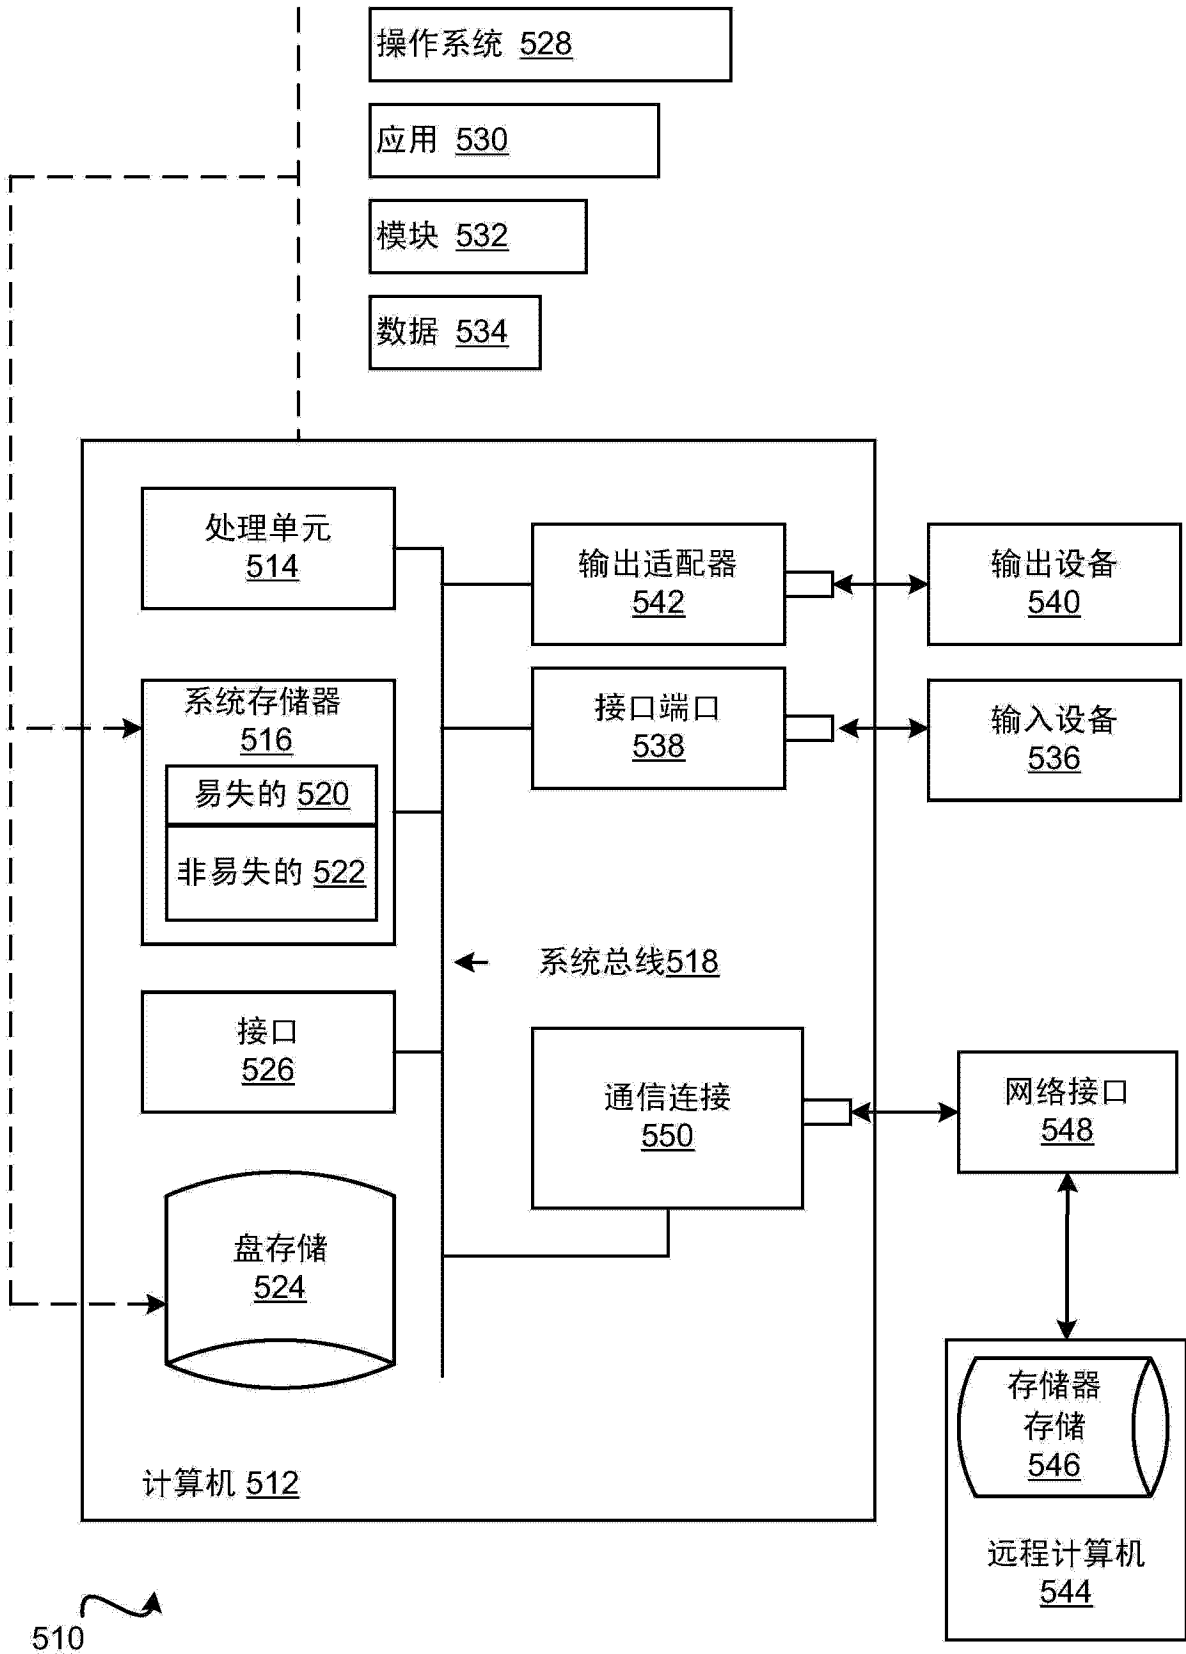 操作系统 528
应用 530
模块 532
数据 534
处理单元
514
输出适配器
542
输出设备
540
系统存储器
516
易失的 520
非易失的 522
接口端口
538
输入设备
536
系统总线518
接口
526
通信连接
550
网络接口
548
盘存储
524
存储器
存储
546
远程计算机
544
计算机 512
510